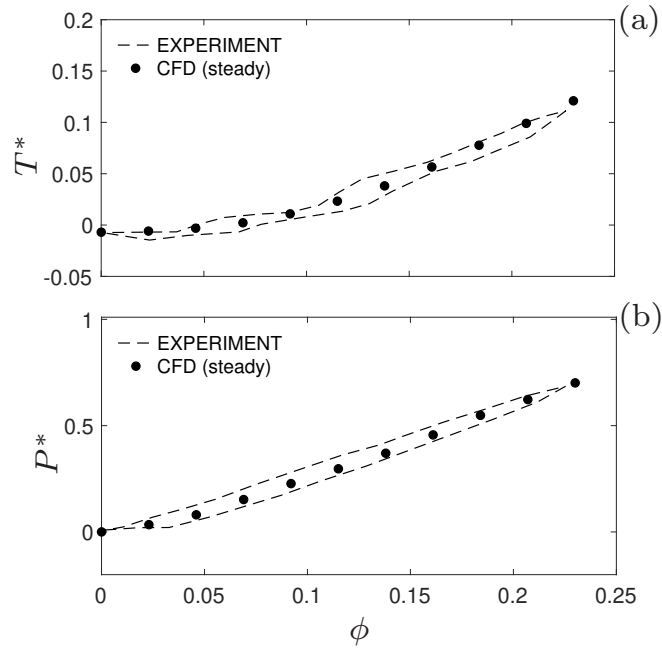 (a)
0.2
EXPERIMENT
CFD (steady)
0.15
0.1
T*
0.05
0
-0.05
(b)
1
EXPERIMENT
CFD (steady)
P*
0.5
0
0 0.05 0.1 0.15 0.2 0.25
ϕ